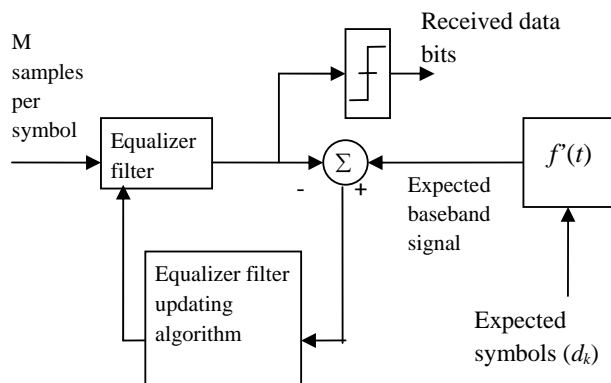 M
samples
per
symbol
Received data
bits
Equalizer
filter
Σ
f'(t)
-
+
Expected
baseband
signal
Equalizer filter
updating
algorithm
Expected
symbols (dk)